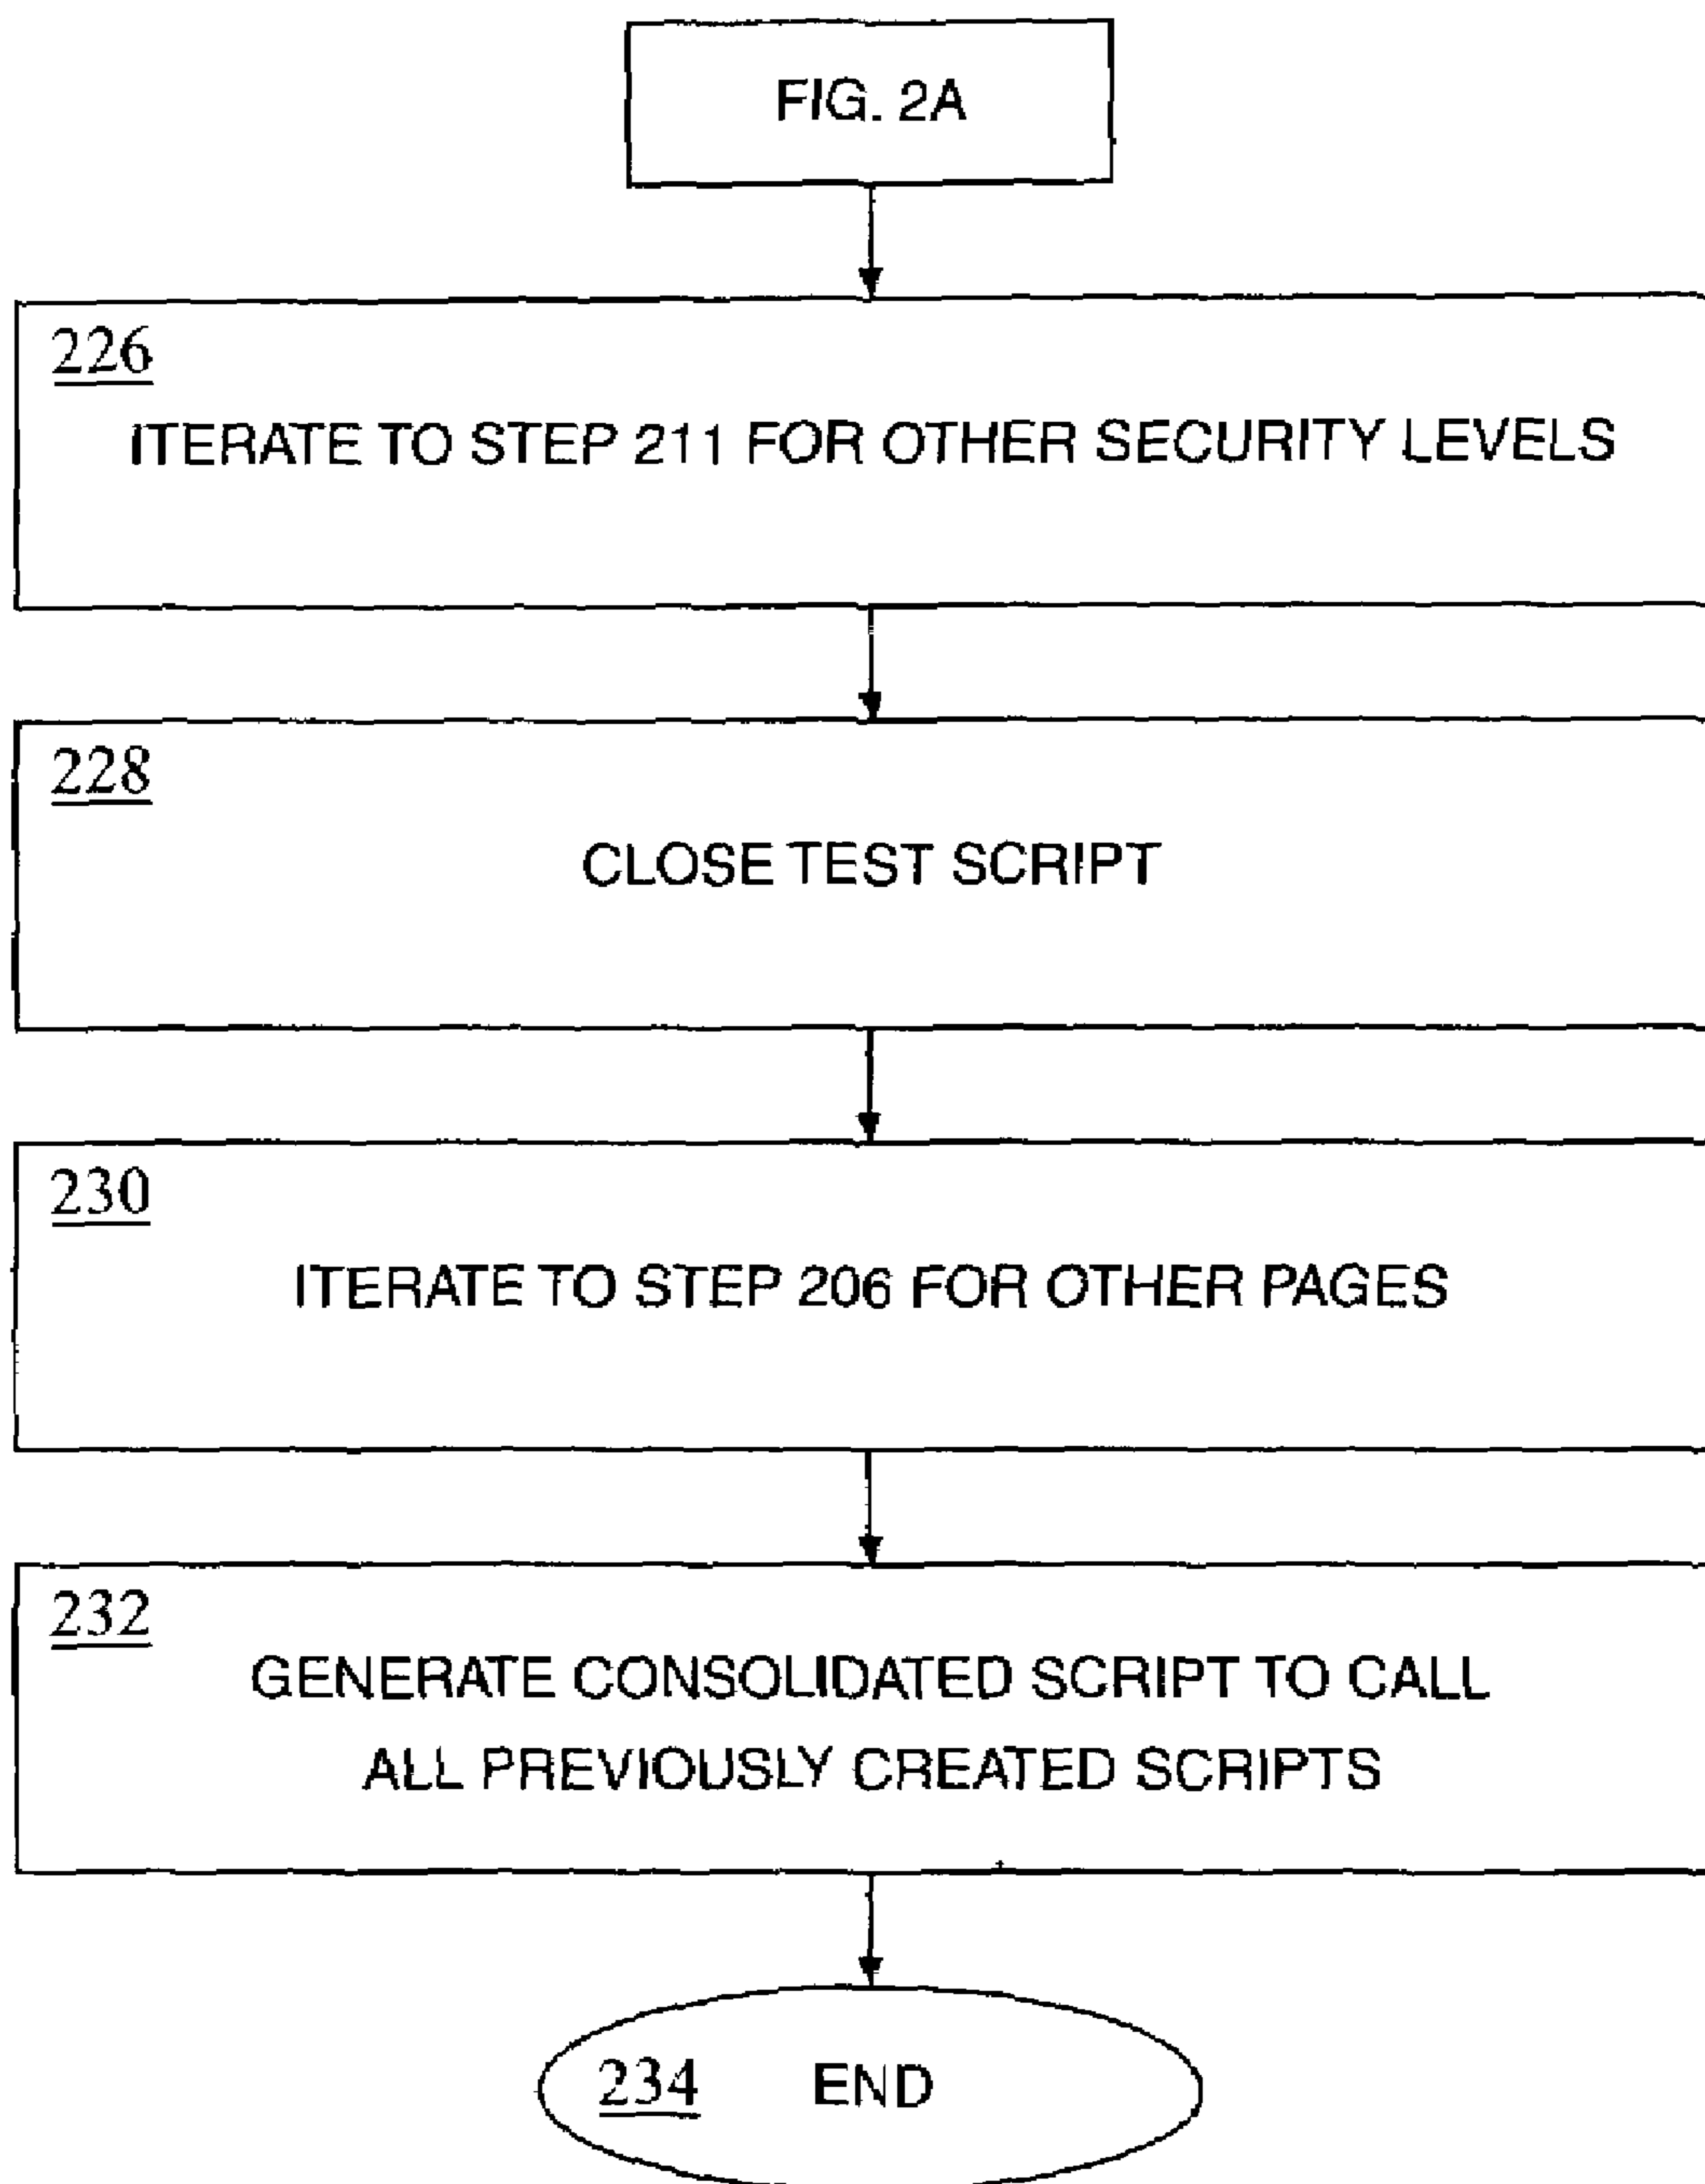 FIG. 2A
226
ITERATE TO STEP 211 FOR OTHER SECURITY LEVELS
228
CLOSE TEST SCRIPT
230
ITERATE TO STEP 206 FOR OTHER PAGES
232
GENERATE CONSOLIDATED SCRIPT TO CALL
ALL PREVIOUSLY CREATED SCRIPTS
234 END